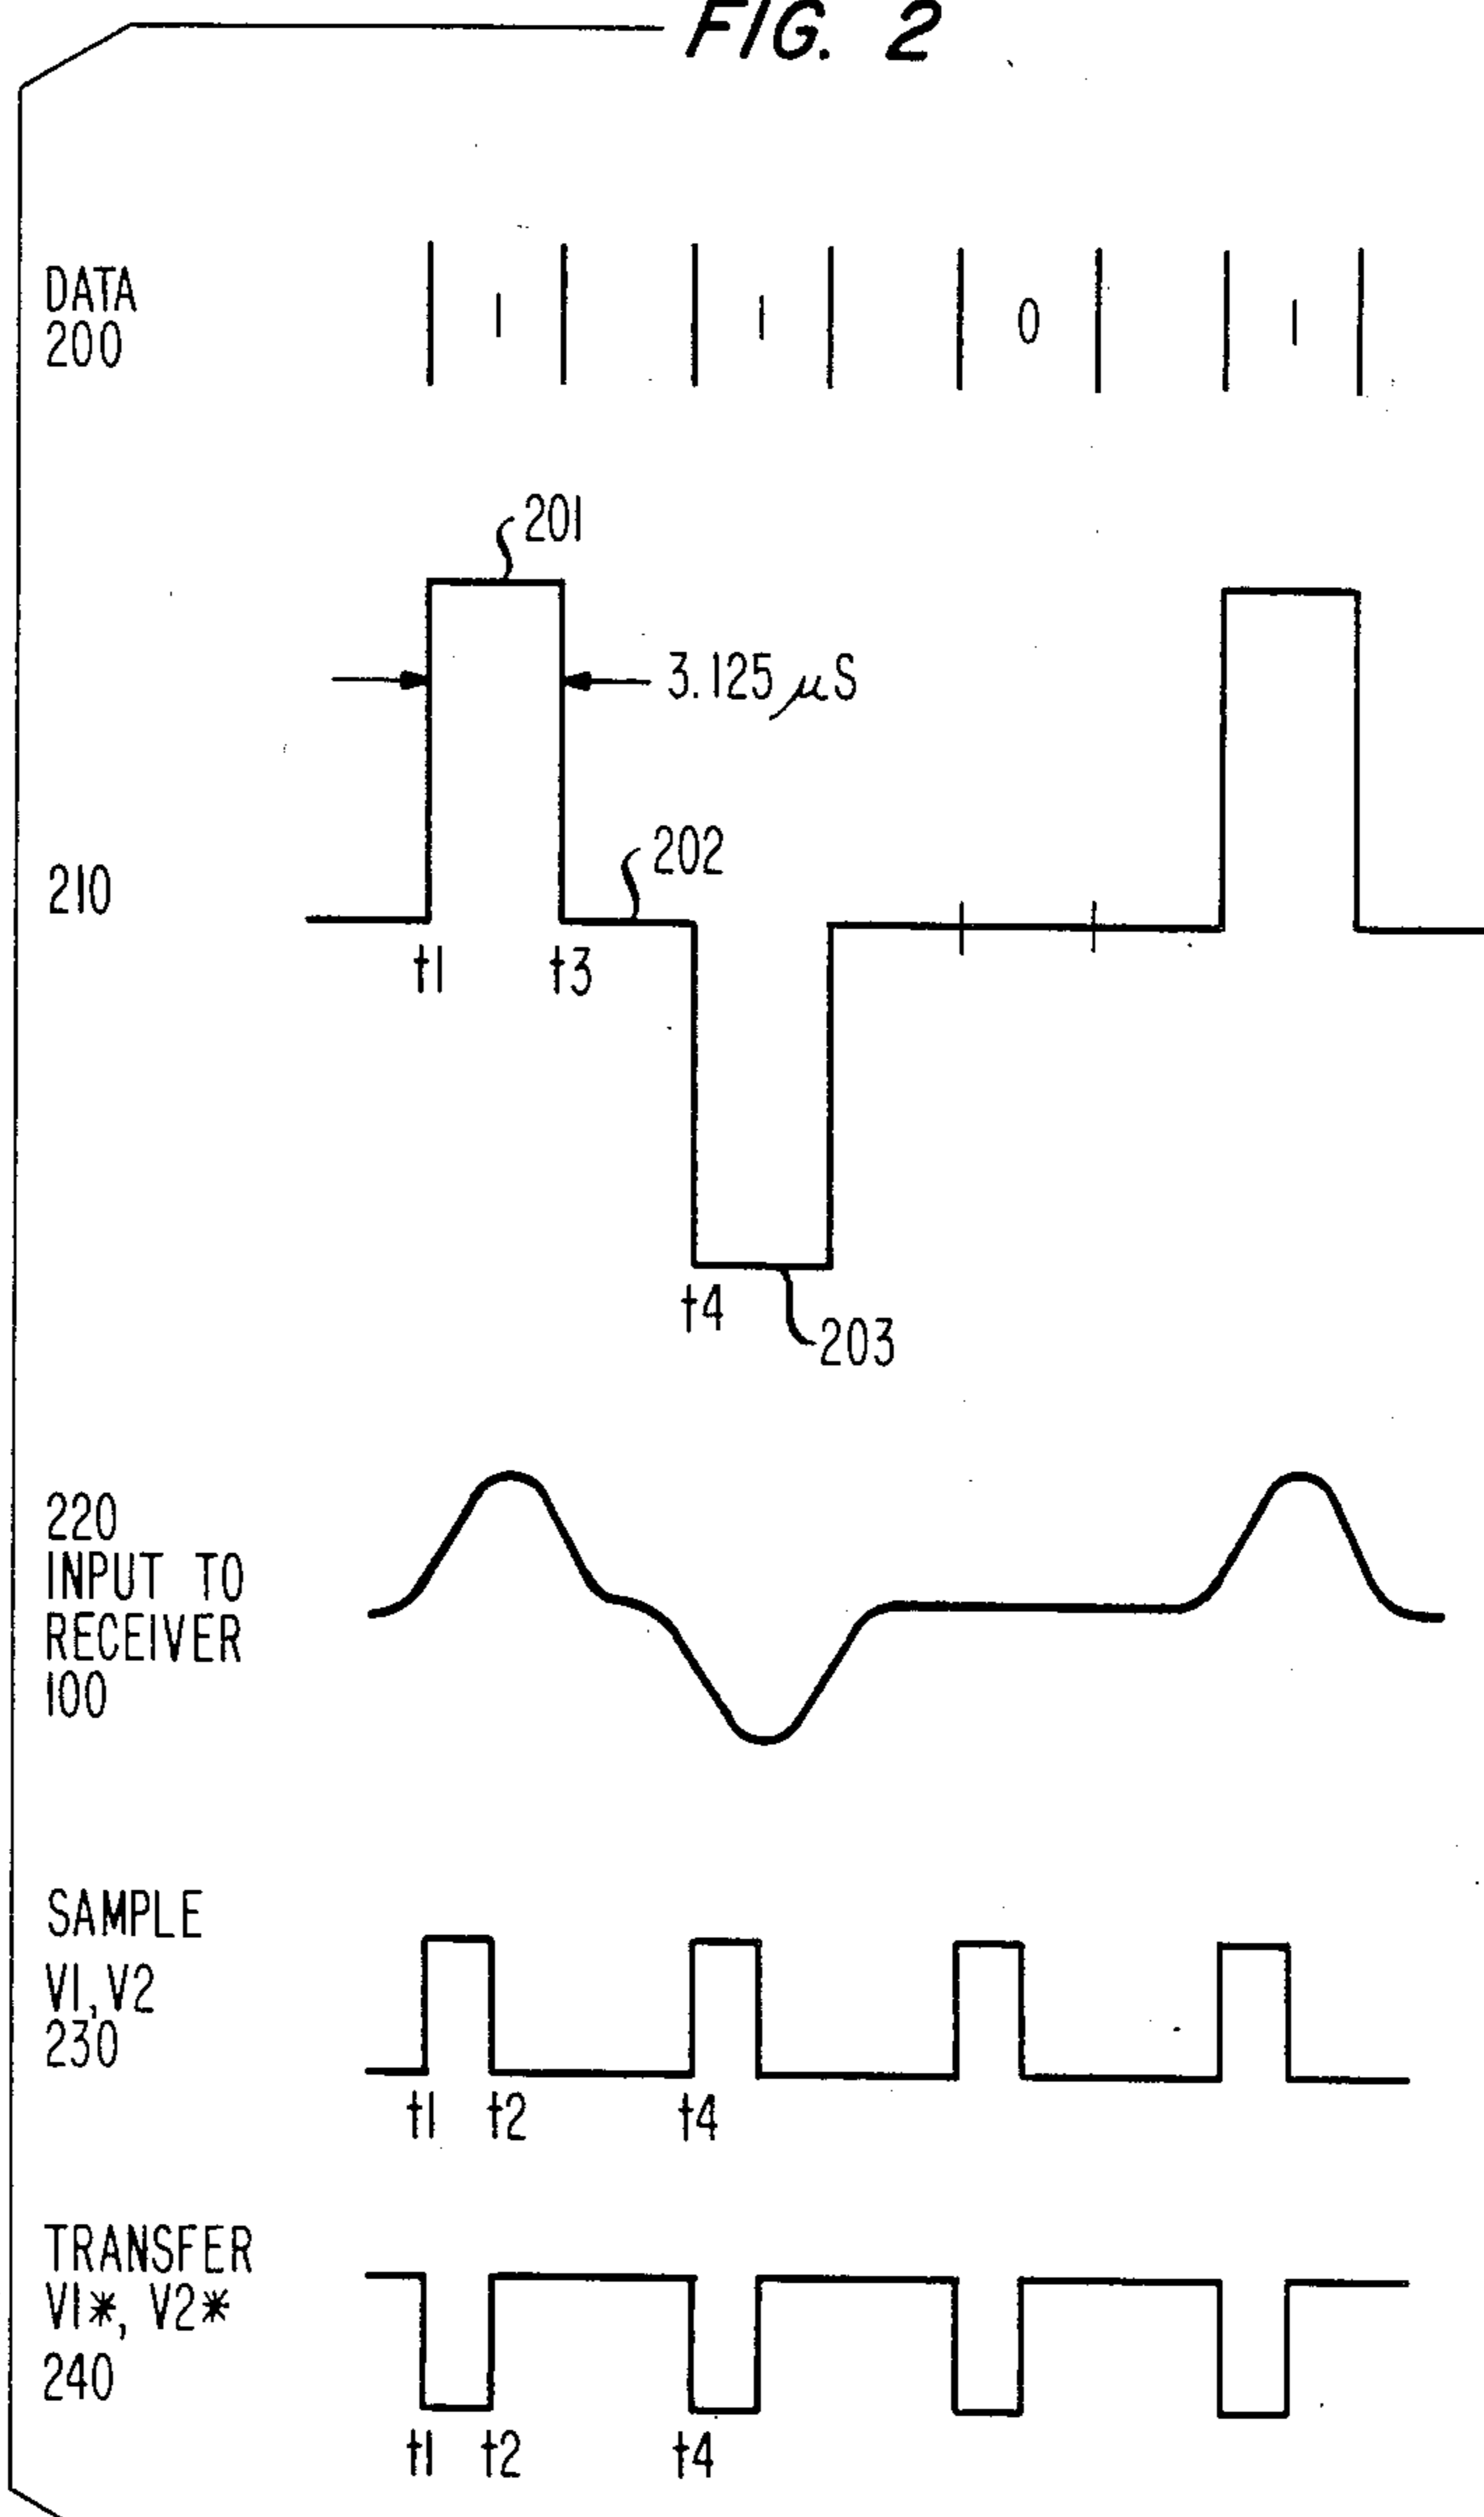 FIG. 2
DATA
200
1 1 0 1
201
3.125 µS
202
210
t1 t3
t4
203
220
INPUT TO
RECEIVER
100
SAMPLE
V1, V2
230
t1 t2 t4
TRANSFER
V1*, V2*
240
t1 t2 t4